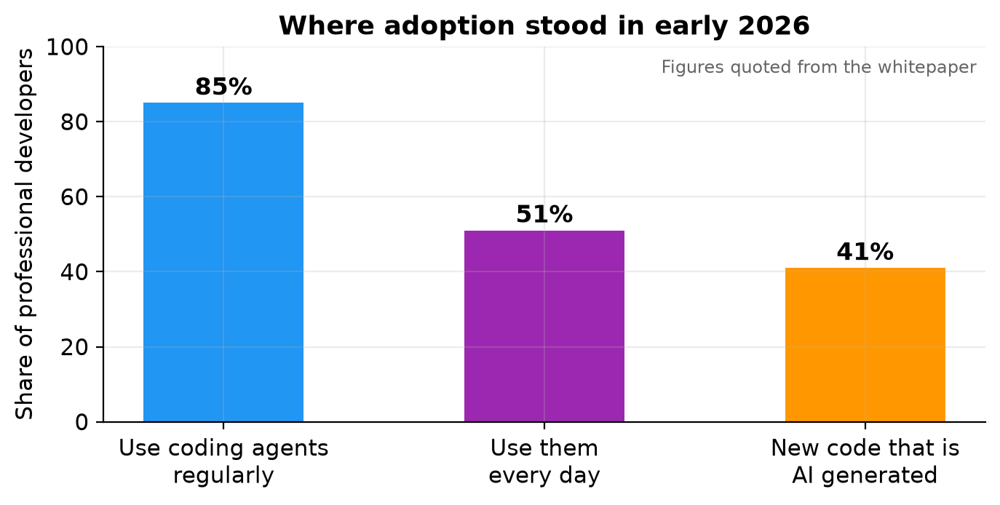 Where adoption stood in early 2026
Figures quoted from the whitepaper
Share of professional developers
100
80
60
40
20
0
85%
51%
41%
Use coding agents
regularly
Use them
every day
New code that is
AI generated